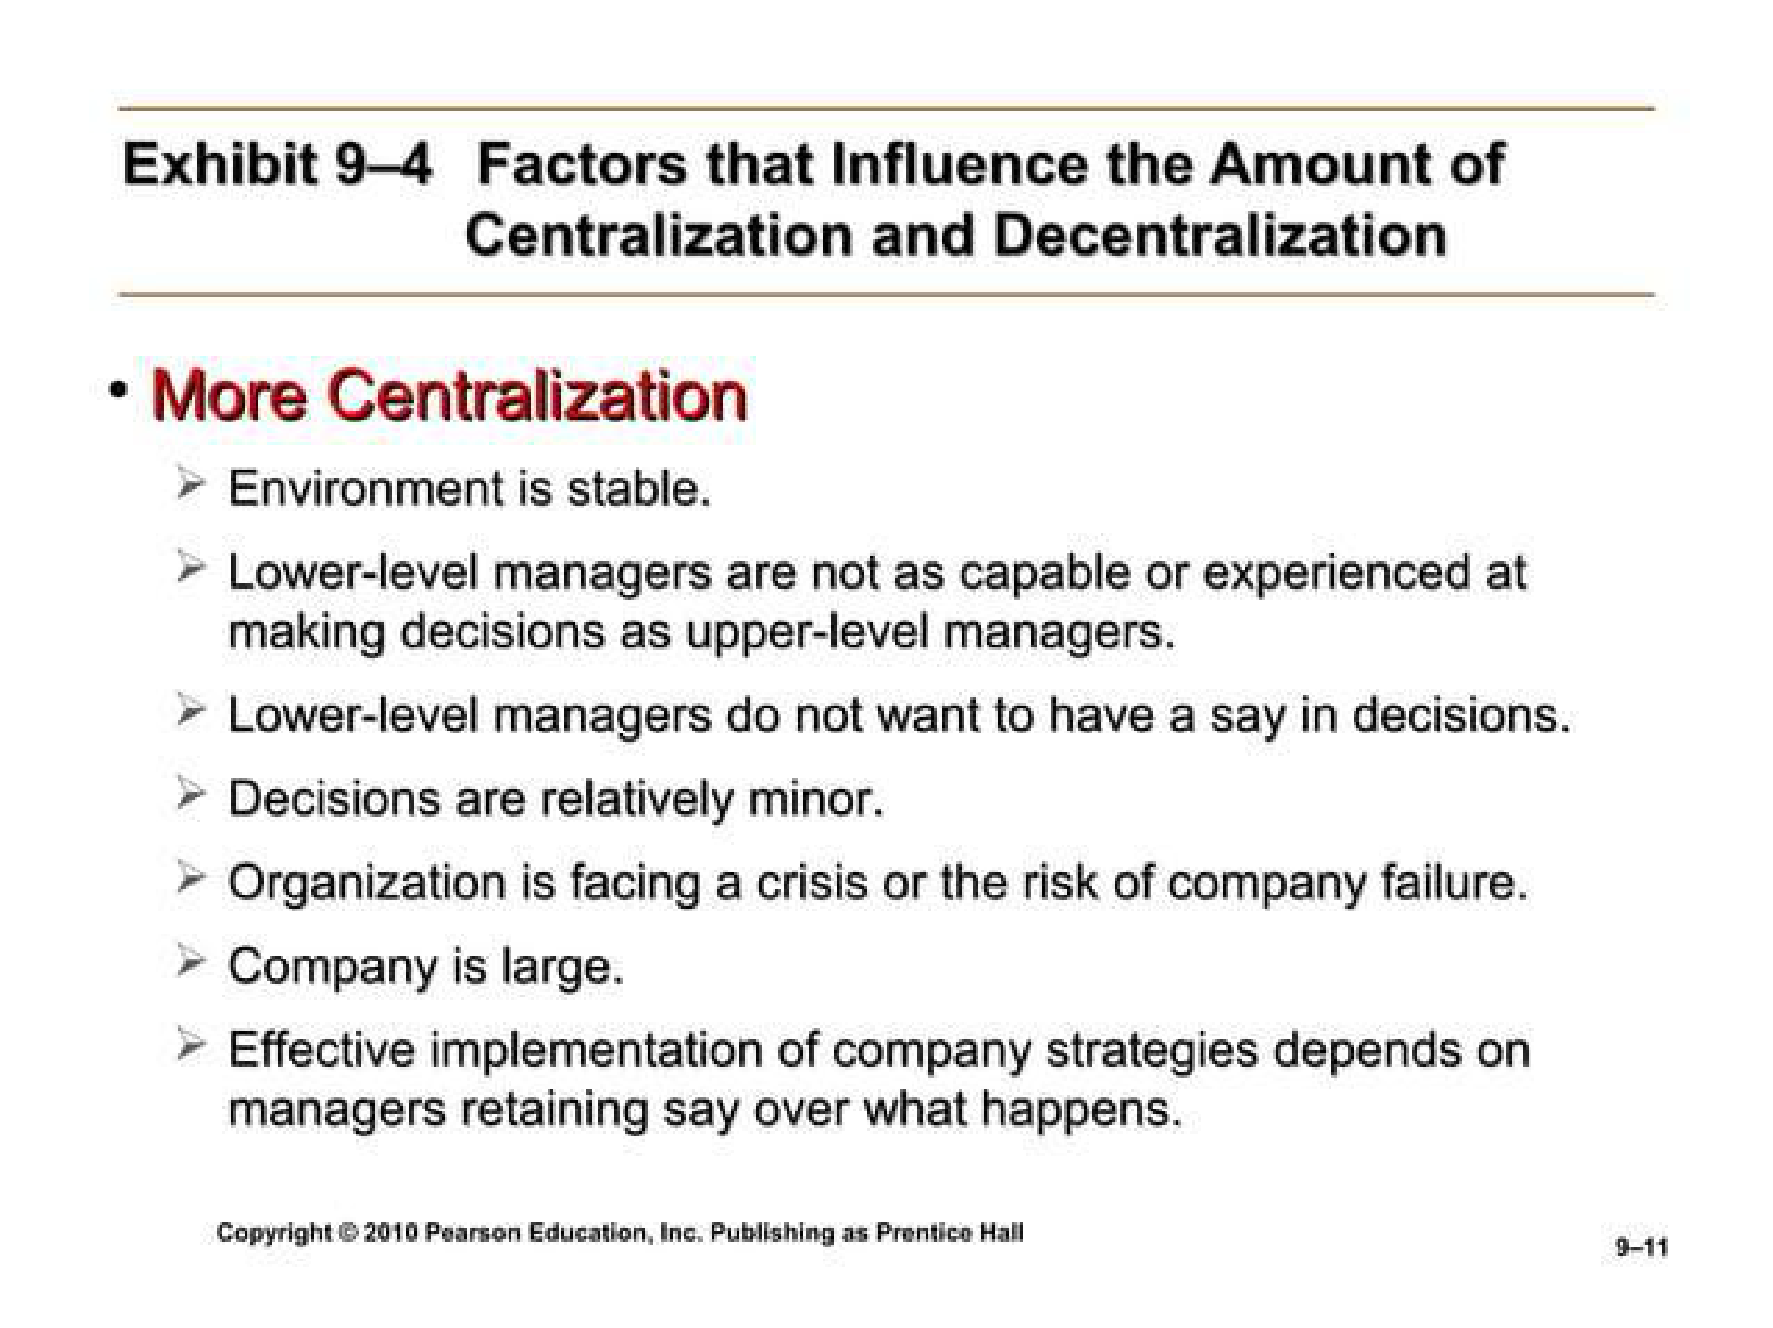 Exhibit 9–4 Factors that Influence the Amount of
Centralization and Decentralization
• More Centralization
➢ Environment is stable.
➢ Lower-level managers are not as capable or experienced at
making decisions as upper-level managers.
➢ Lower-level managers do not want to have a say in decisions.
➢ Decisions are relatively minor.
➢ Organization is facing a crisis or the risk of company failure.
➢ Company is large.
➢ Effective implementation of company strategies depends on
managers retaining say over what happens.
Copyright © 2010 Pearson Education, Inc. Publishing as Prentice Hall
9–11